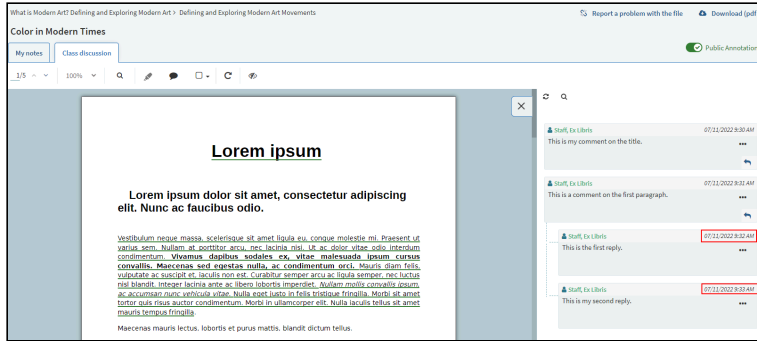 What is Modern Art? Defining and Exploring Modern Art > Defining and Exploring Modern Art Movements
Report a problem with the file
Download (pdf
Color in Modern Times
My notes
Class discussion
Public Annotation
1/5
100%
Lorem ipsum
Lorem ipsum dolor sit amet, consectetur adipiscing
elit. Nunc ac faucibus odio.
Vestibulum neque massa, scelerisque sit amet ligula eu, congue molestie mi. Praesent ut
varius sem. Nullam at porttitor arcu, nec lacinia nisi. Ut ac dolor vitae odio interdum
condimentum. Vivamus dapibus sodales ex, vitae malesuada ipsum cursus
convallis. Maecenas sed egestas nulla, ac condimentum orci. Mauris diam felis,
vulputate ac suscipit et, iaculis non est. Curabitur semper arcu ac ligula semper, nec luctus
nisl blandit. Integer lacinia ante ac libero lobortis imperdiet. Nullam mollis convallis ipsum,
ac accumsan nunc vehicula vitae. Nulla eget justo in felis tristique fringilla. Morbi sit amet
tortor quis risus auctor condimentum. Morbi in ullamcorper elit. Nulla iaculis tellus sit amet
mauris tempus fringilla.
Maecenas mauris lectus, lobortis et purus mattis, blandit dictum tellus.
Staff, Ex Libris
07/11/2022 9:30 AM
This is my comment on the title.
Staff, Ex Libris
07/11/2022 9:31 AM
This is a comment on the first paragraph.
Staff, Ex Libris
07/11/2022 9:32 AM
This is the first reply.
Staff, Ex Libris
07/11/2022 9:33 AM
This is my second reply.